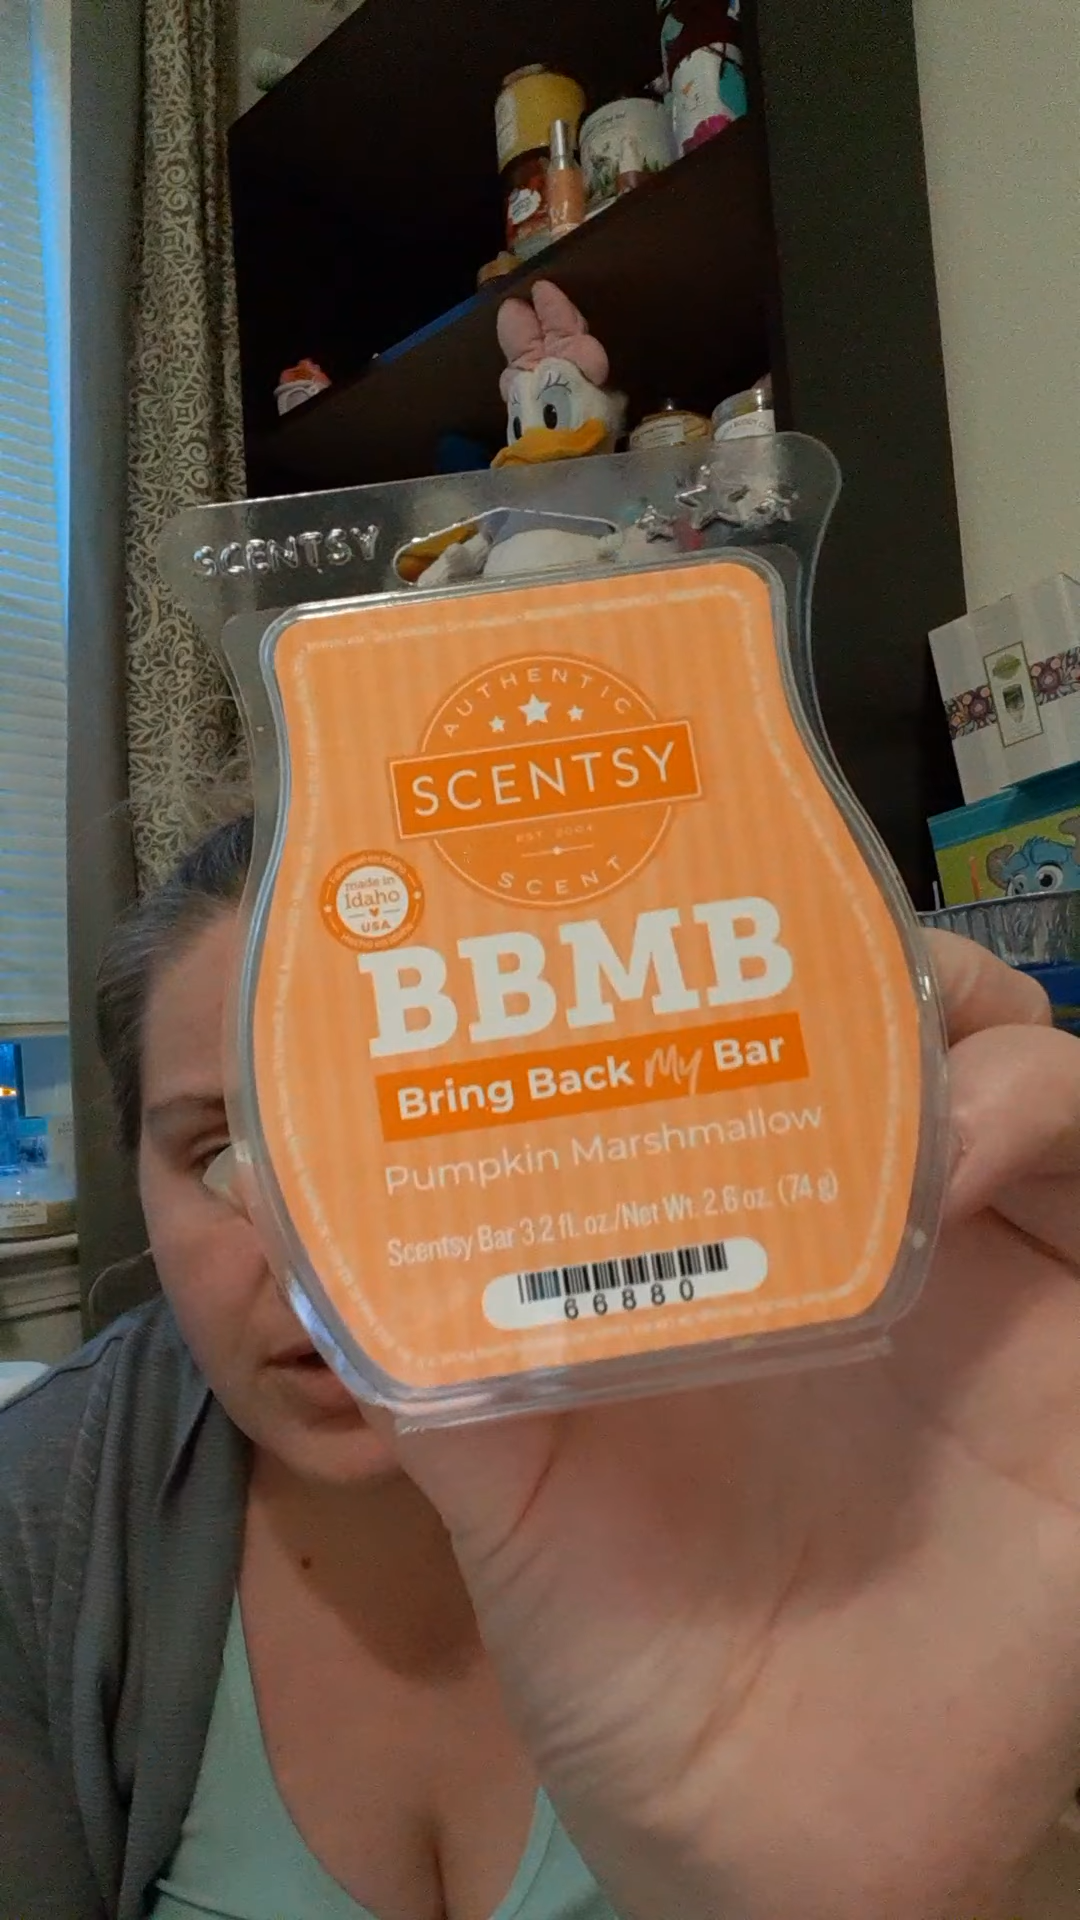 SCENTSY
AUTHENTIC
SCENTSY
EST. 2004
SCENT
made in
Idaho
USA
BBMB
Bring Back My Bar
Pumpkin Marshmallow
Scentsy Bar 3.2 fl. oz./Net Wt. 2.6 oz. (74 g)
66880